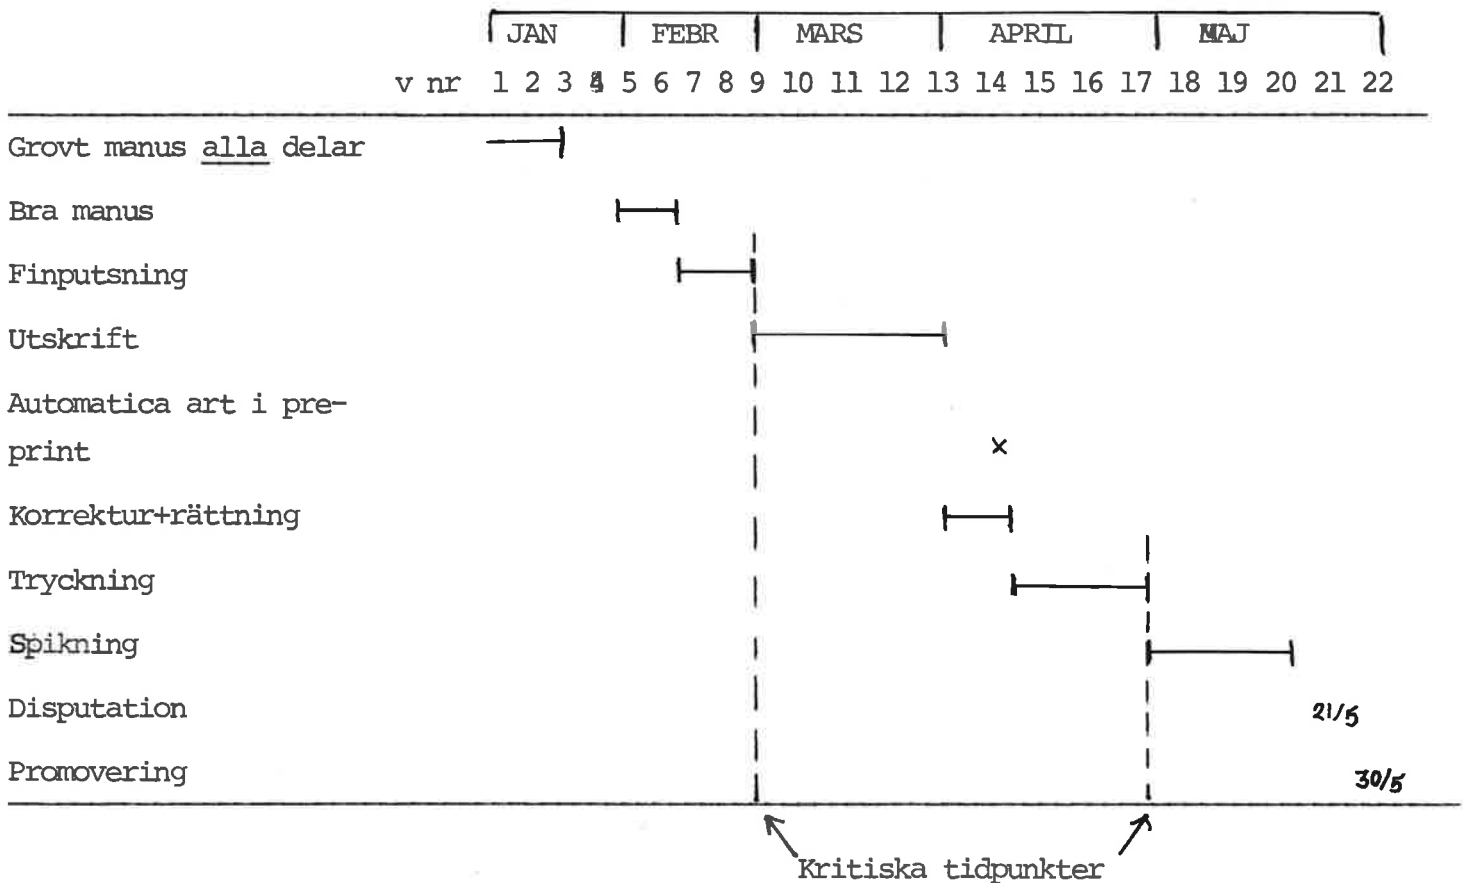 JAN FEBR MARS APRIL MAJ
v nr 1 2 3 4 5 6 7 8 9 10 11 12 13 14 15 16 17 18 19 20 21 22
Grovt manus alla delar
Bra manus
Finputsning
Utskrift
Automatica art i pre-
print
x
Korrektur+rättning
Tryckning
Spikning
Disputation 21/5
Promovering 30/5
Kritiska tidpunkter